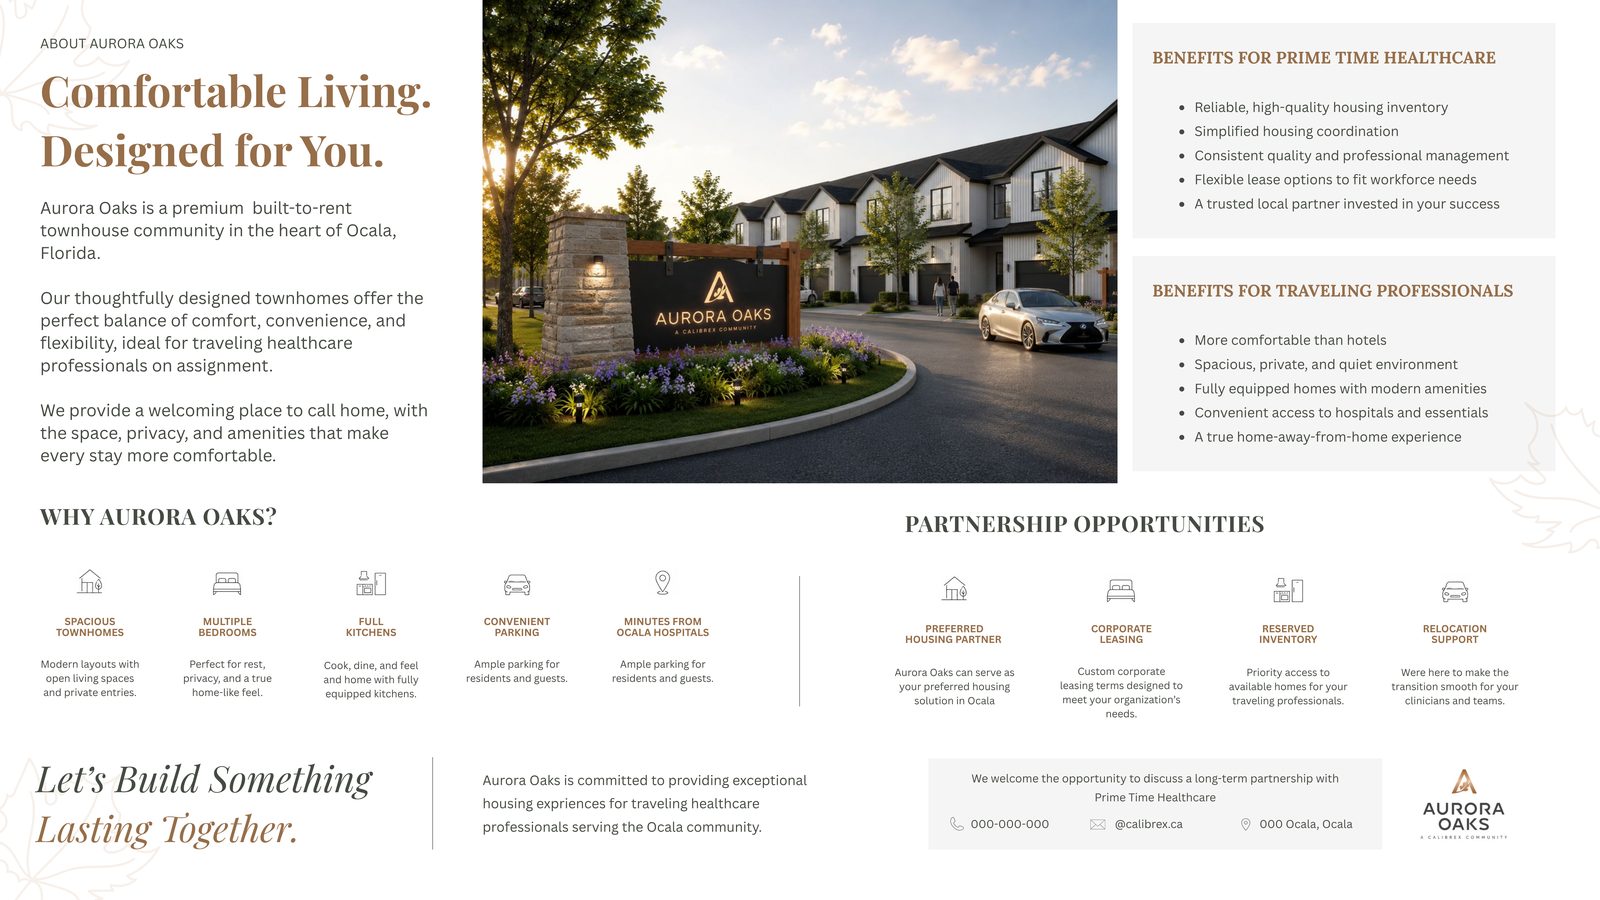 ABOUT AURORA OAKS
Comfortable Living.
Designed for You.
Aurora Oaks is a premium  built-to-rent
townhouse community in the heart of Ocala,
Florida.
Our thoughtfully designed townhomes offer the
perfect balance of comfort, convenience, and
flexibility, ideal for traveling healthcare
professionals on assignment.
We provide a welcoming place to call home, with
the space, privacy, and amenities that make
every stay more comfortable.
AURORA OAKS
A CALIBREX COMMUNITY
BENEFITS FOR PRIME TIME HEALTHCARE
• Reliable, high-quality housing inventory
• Simplified housing coordination
• Consistent quality and professional management
• Flexible lease options to fit workforce needs
• A trusted local partner invested in your success
BENEFITS FOR TRAVELING PROFESSIONALS
• More comfortable than hotels
• Spacious, private, and quiet environment
• Fully equipped homes with modern amenities
• Convenient access to hospitals and essentials
• A true home-away-from-home experience
WHY AURORA OAKS?
SPACIOUS
TOWNHOMES
Modern layouts with
open living spaces
and private entries.
MULTIPLE
BEDROOMS
Perfect for rest,
privacy, and a true
home-like feel.
FULL
KITCHENS
Cook, dine, and feel
and home with fully
equipped kitchens.
CONVENIENT
PARKING
Ample parking for
residents and guests.
MINUTES FROM
OCALA HOSPITALS
Ample parking for
residents and guests.
PARTNERSHIP OPPORTUNITIES
PREFERRED
HOUSING PARTNER
Aurora Oaks can serve as
your preferred housing
solution in Ocala
CORPORATE
LEASING
Custom corporate
leasing terms designed to
meet your organization's
needs.
RESERVED
INVENTORY
Priority access to
available homes for your
traveling professionals.
RELOCATION
SUPPORT
Were here to make the
transition smooth for your
clinicians and teams.
Let's Build Something
Lasting Together.
Aurora Oaks is committed to providing exceptional
housing expriences for traveling healthcare
professionals serving the Ocala community.
We welcome the opportunity to discuss a long-term partnership with
Prime Time Healthcare
000-000-000
@calibrex.ca
000 Ocala, Ocala
AURORA
OAKS
A CALIBREX COMMUNITY